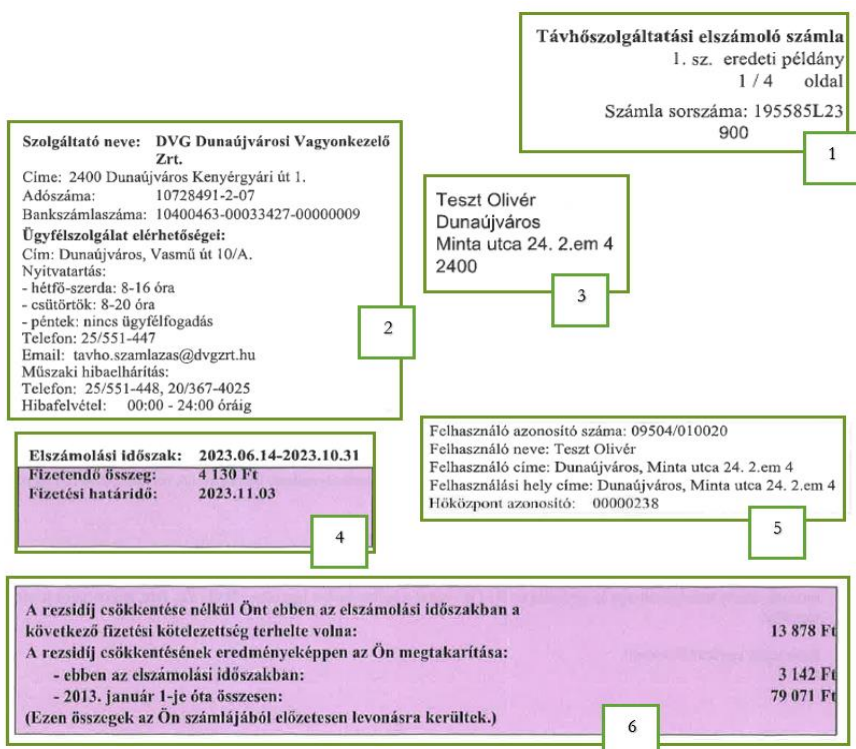 Távhőszolgáltatási elszámoló számla
1. sz. eredeti példány
1 / 4 oldal
Számla sorszáma: 195585L23
900
1
Szolgáltató neve: DVG Dunaújvárosi Vagyonkezelő
Zrt.
Címe: 2400 Dunaújváros Kenyérgyári út 1.
Adószáma: 10728491-2-07
Bankszámlaszáma: 10400463-00033427-00000009
Ügyfélszolgálat elérhetőségei:
Cím: Dunaújváros, Vasmű út 10/A.
Nyitvatartás:
- hétfő-szerda: 8-16 óra
- csütörtök: 8-20 óra
- péntek: nincs ügyfélfogadás
Telefon: 25/551-447
Email: tavho.szamlazas@dvgzrt.hu
Műszaki hibaelhárítás:
Telefon: 25/551-448, 20/367-4025
Hibafelvétel: 00:00 - 24:00 óráig
2
Teszt Olivér
Dunaújváros
Minta utca 24. 2.em 4
2400
3
Elszámolási időszak: 2023.06.14-2023.10.31
Fizetendő összeg: 4 130 Ft
Fizetési határidő: 2023.11.03
4
Felhasználó azonosító száma: 09504/010020
Felhasználó neve: Teszt Olivér
Felhasználó címe: Dunaújváros, Minta utca 24. 2.em 4
Felhasználási hely címe: Dunaújváros, Minta utca 24. 2.em 4
Hőközpont azonosító: 00000238
5
A rezsidíj csökkentése nélkül Önt ebben az elszámolási időszakban a
következő fizetési kötelezettség terhelte volna: 13 878 Ft
A rezsidíj csökkentésének eredményeképpen az Ön megtakarítása:
- ebben az elszámolási időszakban: 3 142 Ft
- 2013. január 1-je óta összesen: 79 071 Ft
(Ezen összegek az Ön számlájából előzetesen levonásra kerültek.)
6